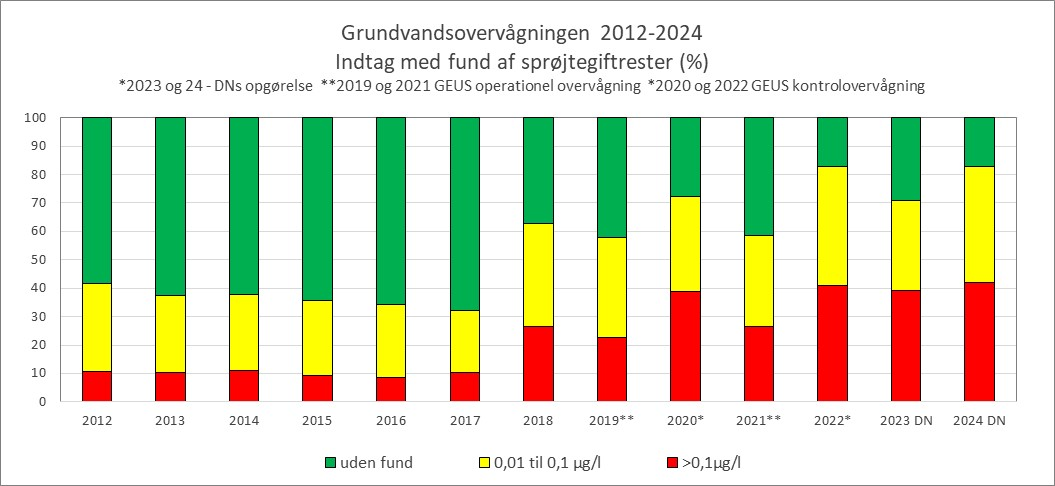 Grundvandsovervågningen 2012-2024
Indtag med fund af sprøjtegiftrester (%)
*2023 og 24 - DNs opgørelse **2019 og 2021 GEUS operationel overvågning *2020 og 2022 GEUS kontrolovervågning
100
90
80
70
60
50
40
30
20
10
0
2012 2013 2014 2015 2016 2017 2018 2019** 2020* 2021** 2022* 2023 DN 2024 DN
uden fund 0,01 til 0,1 µg/l >0,1µg/l